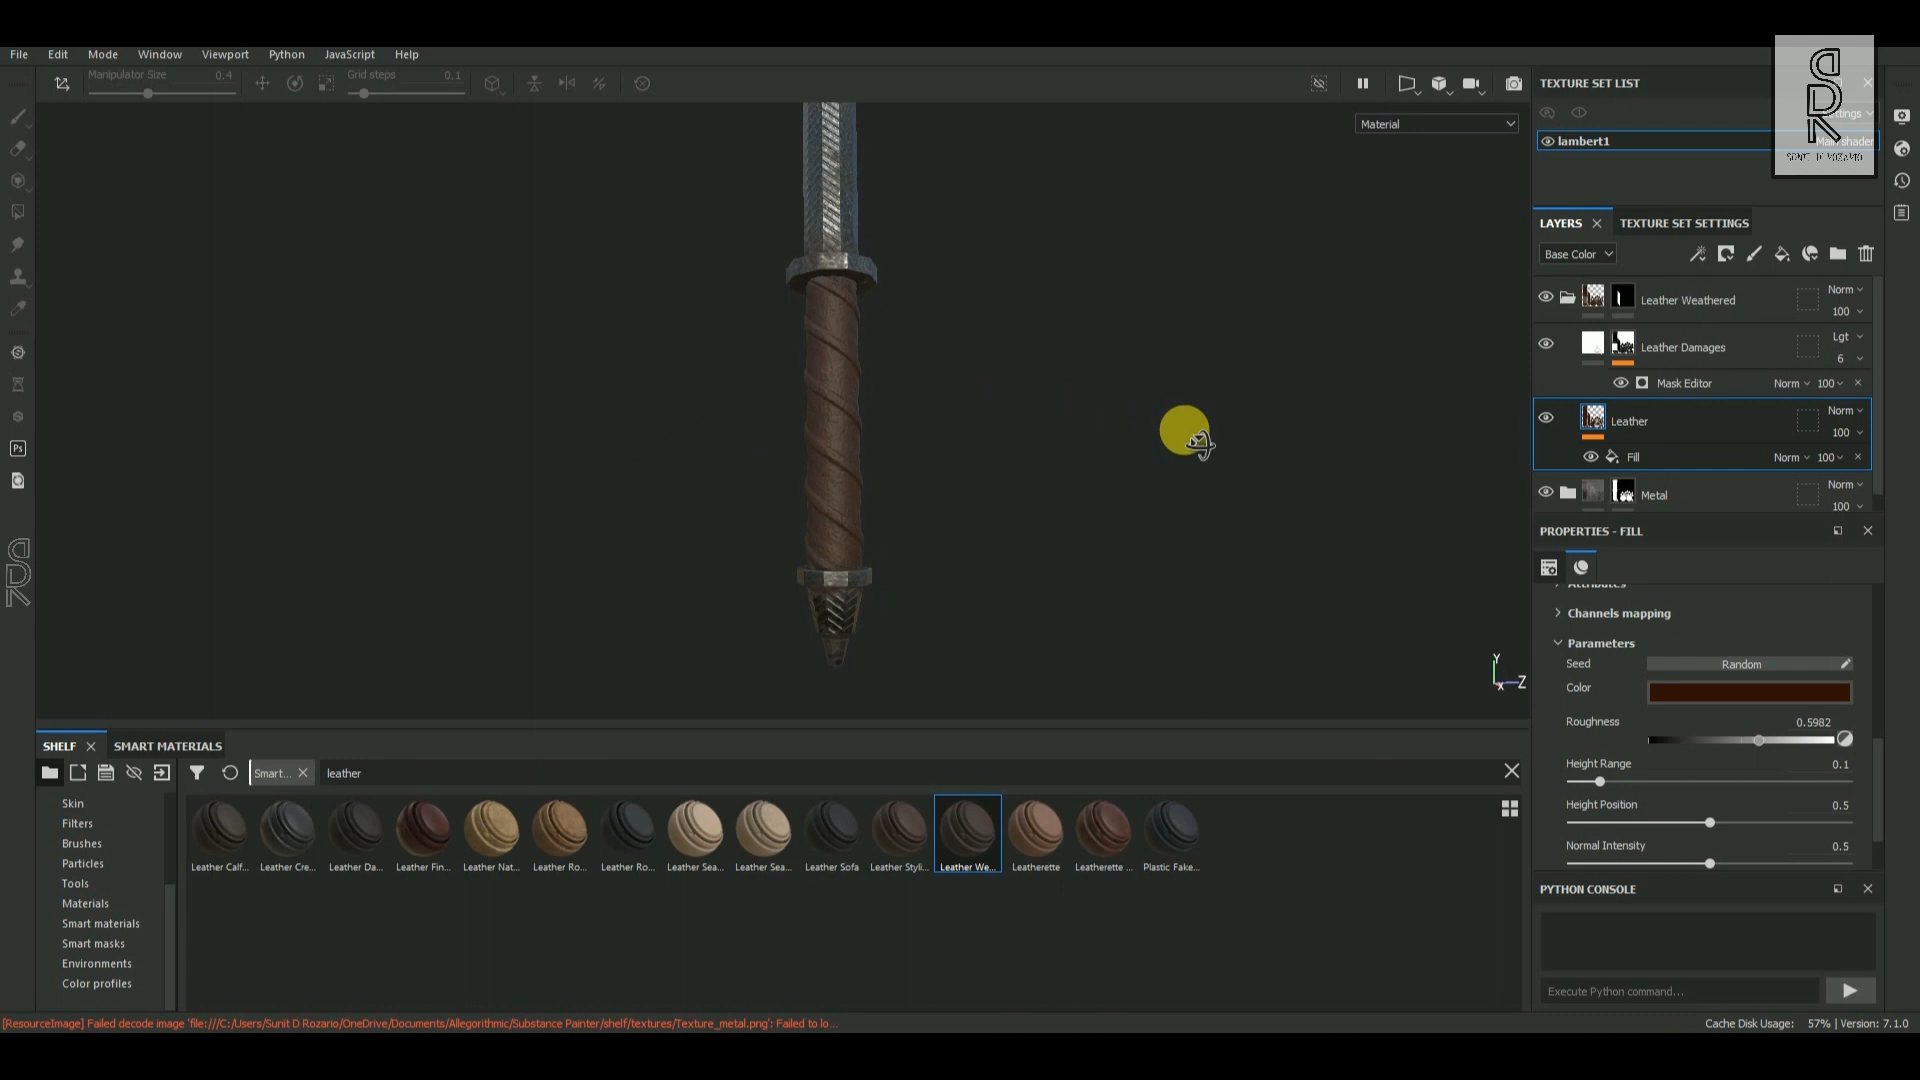 File Edit Mode Window Viewport Python JavaScript Help
Manipulator Size 0.4 Grid steps 0.1
Material
Y
Z
X
TEXTURE SET LIST
Settings
lambert1 Main shader
SDR
LAYERS TEXTURE SET SETTINGS
Base Color
Leather Weathered Norm 100
Leather Damages Lgt 6
Mask Editor Norm 100
Leather Norm 100
Fill Norm 100
Metal Norm 100
PROPERTIES - FILL
Attributes
Channels mapping
Parameters
Seed Random
Color
Roughness 0.5982
Height Range 0.1
Height Position 0.5
Normal Intensity 0.5
PYTHON CONSOLE
Execute Python command...
Ps
SDR
SHELF SMART MATERIALS
Smart... leather
Skin
Filters
Brushes
Particles
Tools
Materials
Smart materials
Smart masks
Environments
Color profiles
Leather Calf... Leather Cre... Leather Da... Leather Fin... Leather Nat... Leather Ro... Leather Ro... Leather Sea... Leather Sea... Leather Sofa Leather Styli... Leather We... Leatherette Leatherette ... Plastic Fake...
[ResourceImage] Failed decode image 'file:///C:/Users/Sunit D Rozario/OneDrive/Documents/Allegorithmic/Substance Painter/shelf/textures/Texture_metal.png': Failed to lo...
Cache Disk Usage: 57% | Version: 7.1.0